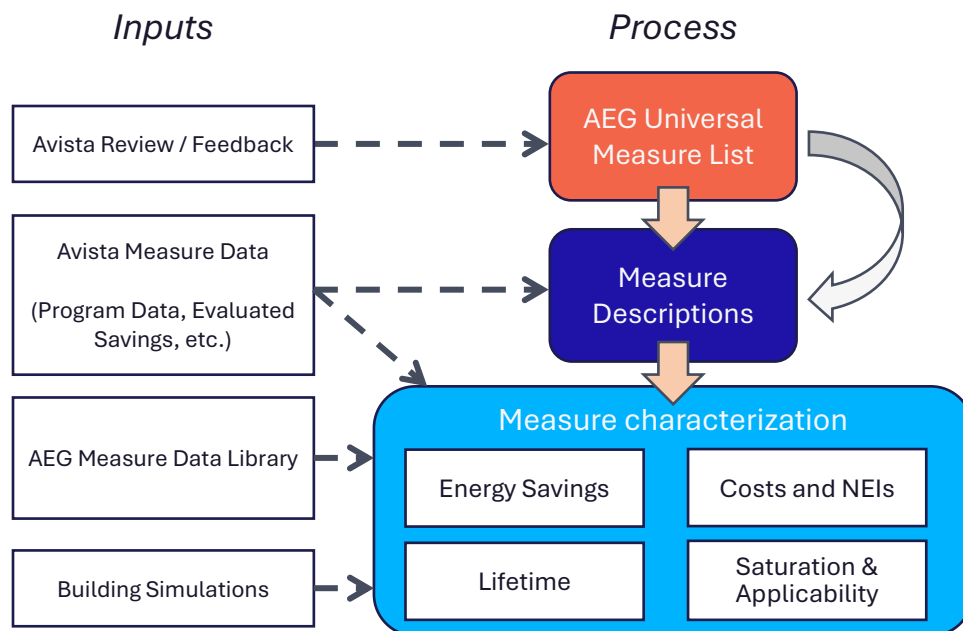 Inputs
Process
Avista Review / Feedback
AEG Universal
Measure List
Avista Measure Data
(Program Data, Evaluated
Savings, etc.)
Measure
Descriptions
Measure characterization
AEG Measure Data Library
Energy Savings
Costs and NEIs
Building Simulations
Lifetime
Saturation &
Applicability